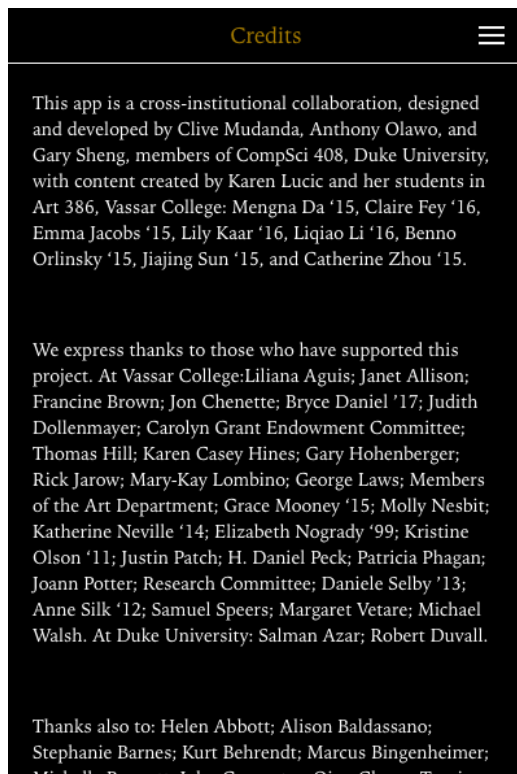 Credits
This app is a cross-institutional collaboration, designed
and developed by Clive Mudanda, Anthony Olawo, and
Gary Sheng, members of CompSci 408, Duke University,
with content created by Karen Lucic and her students in
Art 386, Vassar College: Mengna Da ‘15, Claire Fey ‘16,
Emma Jacobs ‘15, Lily Kaar ‘16, Liqiao Li ‘16, Benno
Orlinsky ‘15, Jiajing Sun ‘15, and Catherine Zhou ‘15.
We express thanks to those who have supported this
project. At Vassar College:Liliana Aguis; Janet Allison;
Francine Brown; Jon Chenette; Bryce Daniel ’17; Judith
Dollenmayer; Carolyn Grant Endowment Committee;
Thomas Hill; Karen Casey Hines; Gary Hohenberger;
Rick Jarow; Mary-Kay Lombino; George Laws; Members
of the Art Department; Grace Mooney ‘15; Molly Nesbit;
Katherine Neville ‘14; Elizabeth Nogrady ‘99; Kristine
Olson ‘11; Justin Patch; H. Daniel Peck; Patricia Phagan;
Joann Potter; Research Committee; Daniele Selby ’13;
Anne Silk ‘12; Samuel Speers; Margaret Vetare; Michael
Walsh. At Duke University: Salman Azar; Robert Duvall.
Thanks also to: Helen Abbott; Alison Baldassano;
Stephanie Barnes; Kurt Behrendt; Marcus Bingenheimer;